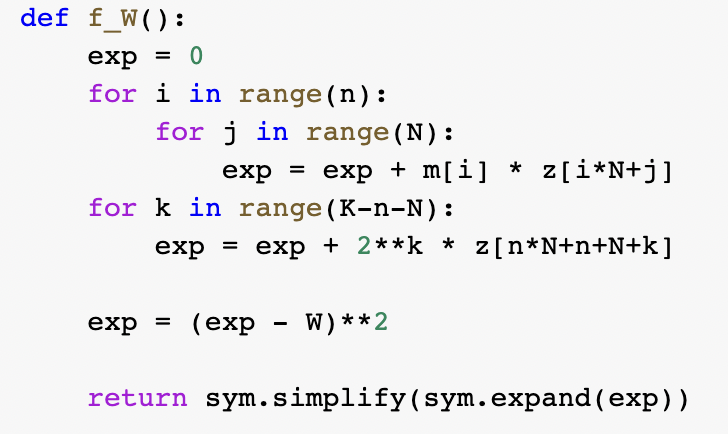 def f_W():
    exp = 0
    for i in range(n):
        for j in range(N):
            exp = exp + m[i] * z[i*N+j]
    for k in range(K-n-N):
        exp = exp + 2**k * z[n*N+n+N+k]

    exp = (exp - W)**2

    return sym.simplify(sym.expand(exp))